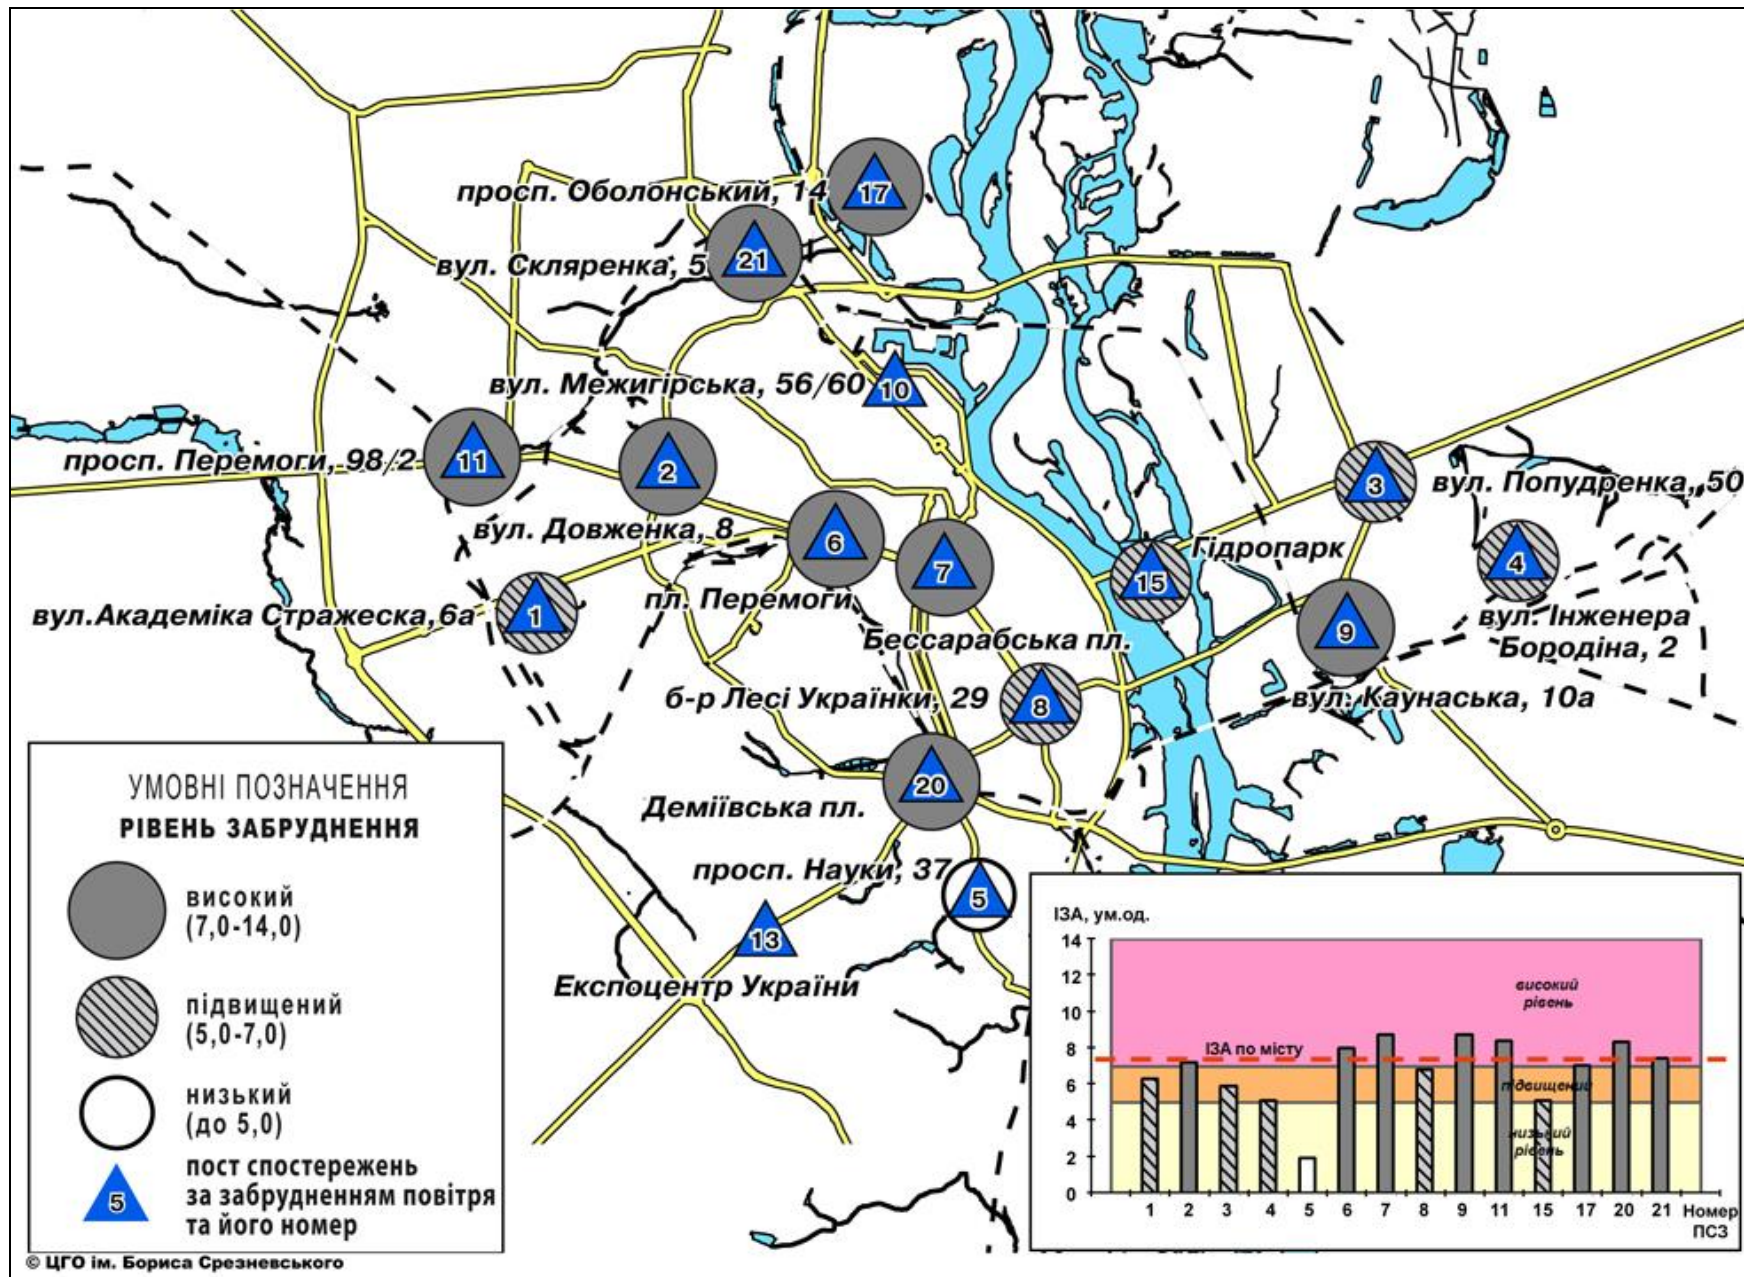 просп. Оболонський, 14
17
вул. Скляренка, 5
21
вул. Межигірська, 56/60
10
просп. Перемоги, 98/2
11
2
3
вул. Попудренка, 50
вул. Довженка, 8
6
7
Гідропарк
15
4
вул.Академіка Стражеска,6а
1
пл. Перемоги
Бессарабська пл.
9
вул. Інженера
Бородіна, 2
б-р Лесі Українки, 29
8
вул. Каунаська, 10а
20
Деміївська пл.
просп. Науки, 37
5
13
Експоцентр України
УМОВНІ ПОЗНАЧЕННЯ
РІВЕНЬ ЗАБРУДНЕННЯ
високий
(7,0-14,0)
підвищений
(5,0-7,0)
низький
(до 5,0)
5
пост спостережень
за забрудненням повітря
та його номер
© ЦГО ім. Бориса Срезневського
ІЗА, ум.од.
14
12
10
8
6
4
2
0
високий
рівень
ІЗА по місту
підвищений
низький
рівень
1 2 3 4 5 6 7 8 9 11 15 17 20 21 Номер
ПСЗ